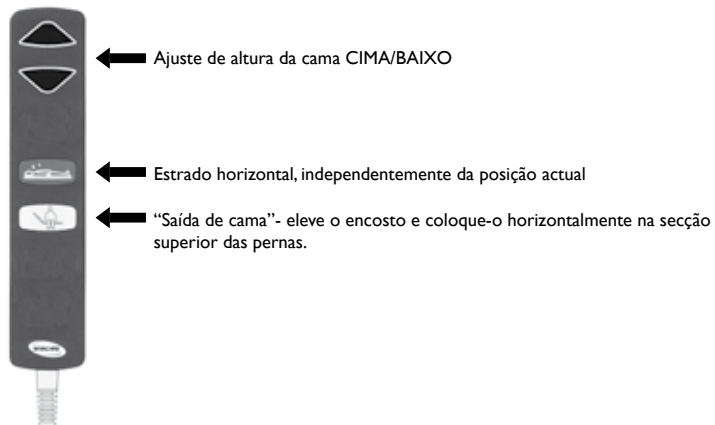 Ajuste de altura da cama CIMA/BAIXO
Estrado horizontal, independentemente da posição actual
“Saída de cama”- eleve o encosto e coloque-o horizontalmente na secção
superior das pernas.